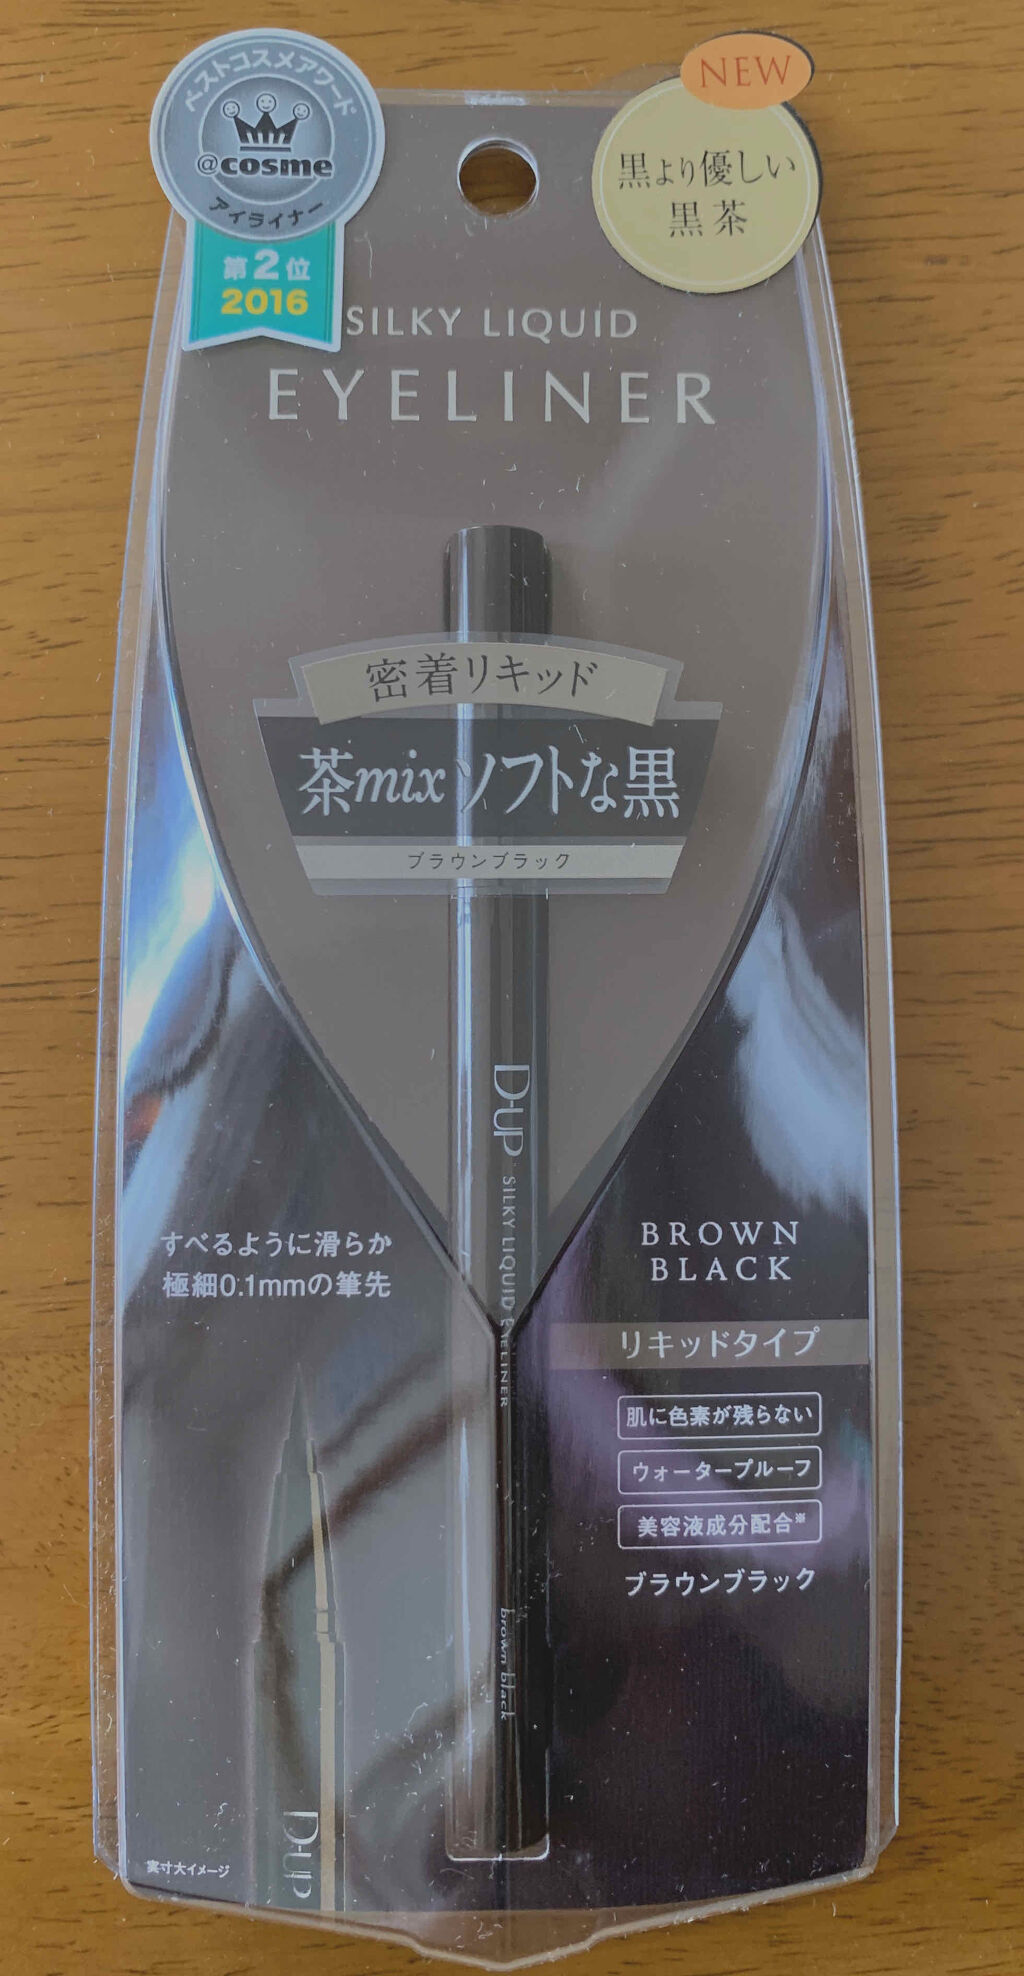 ベストコスメアワード
@cosme
アイライナー
第2位
2016
NEW
黒より優しい
黒茶
SILKY LIQUID
EYELINER
密着リキッド
茶mixソフトな黒
ブラウンブラック
D-UP SILKY LIQUID EYELINER
brown black
すべるように滑らか
極細0.1mmの筆先
D-UP
実寸大イメージ
BROWN
BLACK
リキッドタイプ
肌に色素が残らない
ウォータープルーフ
美容液成分配合※
ブラウンブラック